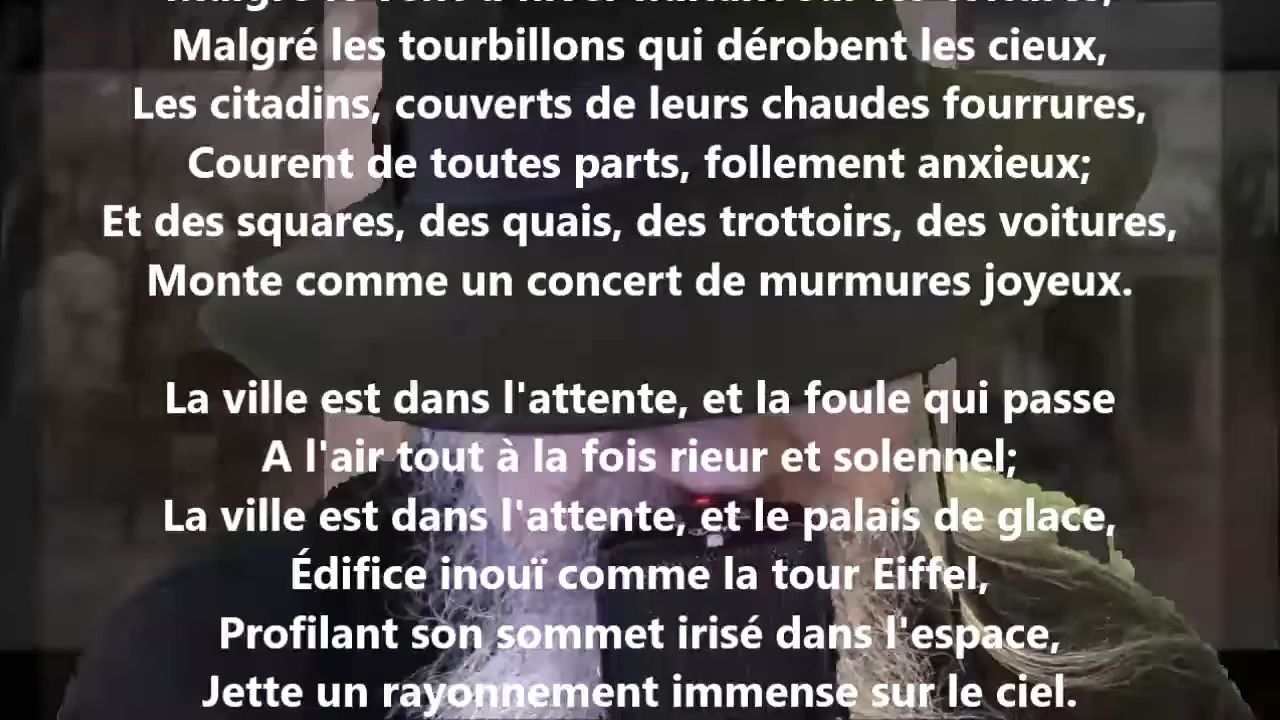 Malgré les tourbillons qui dérobent les cieux,
Les citadins, couverts de leurs chaudes fourrures,
Courent de toutes parts, follement anxieux;
Et des squares, des quais, des trottoirs, des voitures,
Monte comme un concert de murmures joyeux.
La ville est dans l'attente, et la foule qui passe
A l'air tout à la fois rieur et solennel;
La ville est dans l'attente, et le palais de glace,
Édifice inouï comme la tour Eiffel,
Profilant son sommet irisé dans l'espace,
Jette un rayonnement immense sur le ciel.